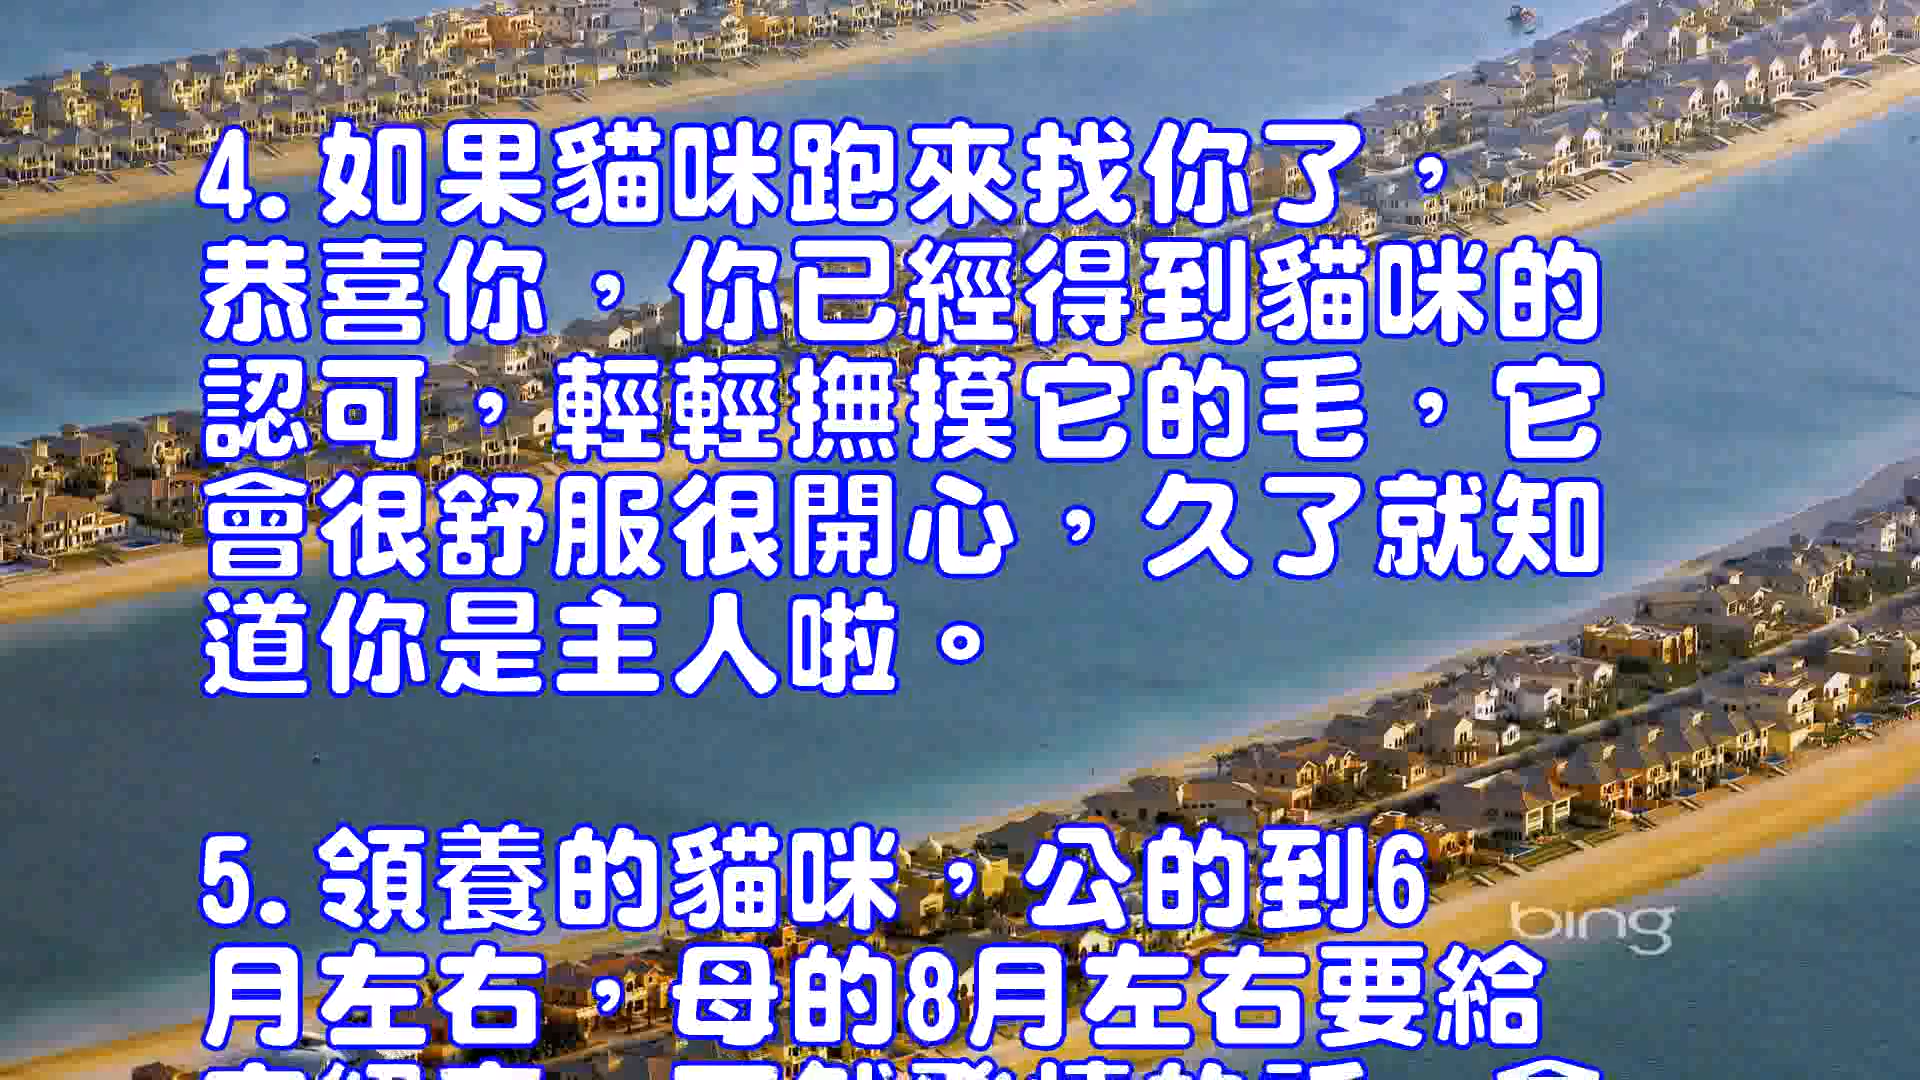 4.如果貓咪跑來找你了，
恭喜你，你已經得到貓咪的
認可，輕輕撫摸它的毛，它
會很舒服很開心，久了就知
道你是主人啦。
5.領養的貓咪，公的到6
月左右，母的8月左右要給
bing